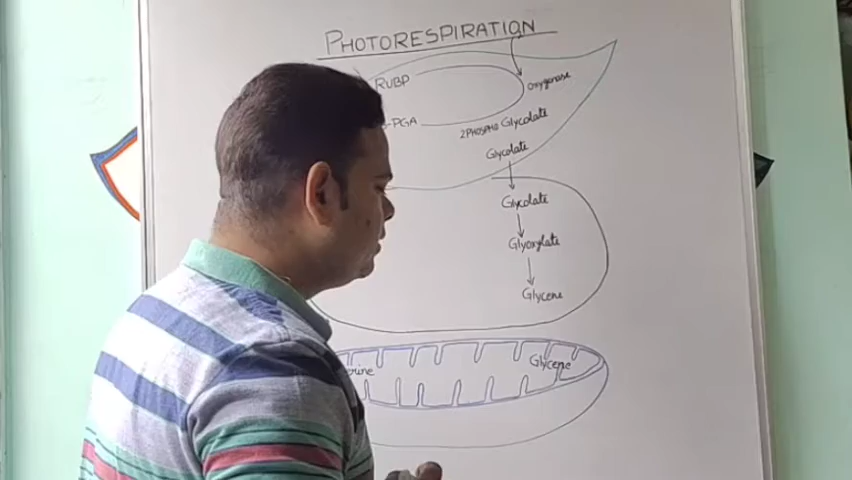 PHOTORESPIRATION
RUBP
Oxygenase
-PGA
2PHOSPHO Glycolate
Glycolate
Glycolate
Glyoxylate
Glycene
rine
Glycene